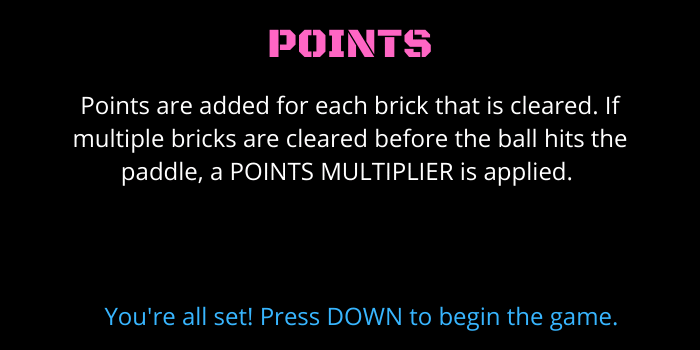 POINTS
Points are added for each brick that is cleared. If
multiple bricks are cleared before the ball hits the
paddle, a POINTS MULTIPLIER is applied.
You're all set! Press DOWN to begin the game.